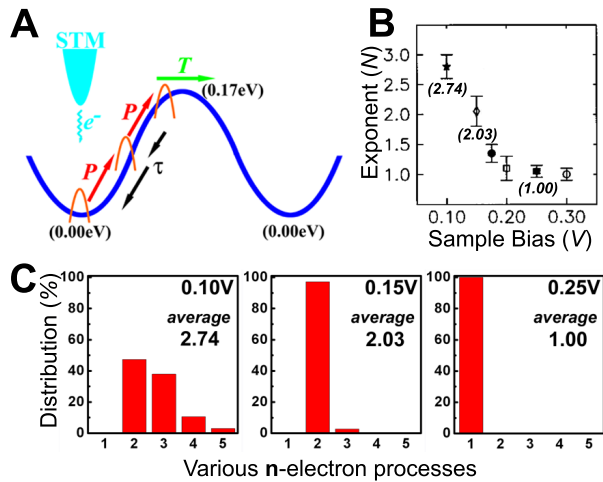 A
STM
e⁻
T
(0.17eV)
P
P
τ
(0.00eV)
(0.00eV)
B
Exponent (N)
3.0
2.5
2.0
1.5
1.0
(2.74)
(2.03)
(1.00)
0.10
0.20
0.30
Sample Bias (V)
C
Distribution (%)
100
80
60
40
20
0
0.10V
average
2.74
1 2 3 4 5
100
80
60
40
20
0
0.15V
average
2.03
1 2 3 4 5
100
80
60
40
20
0
0.25V
average
1.00
1 2 3 4 5
Various n-electron processes